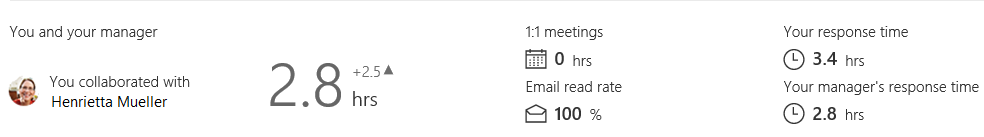 You and your manager
You collaborated with
Henrietta Mueller
2.8 hrs
+2.5▲
1:1 meetings
0 hrs
Email read rate
100 %
Your response time
3.4 hrs
Your manager's response time
2.8 hrs